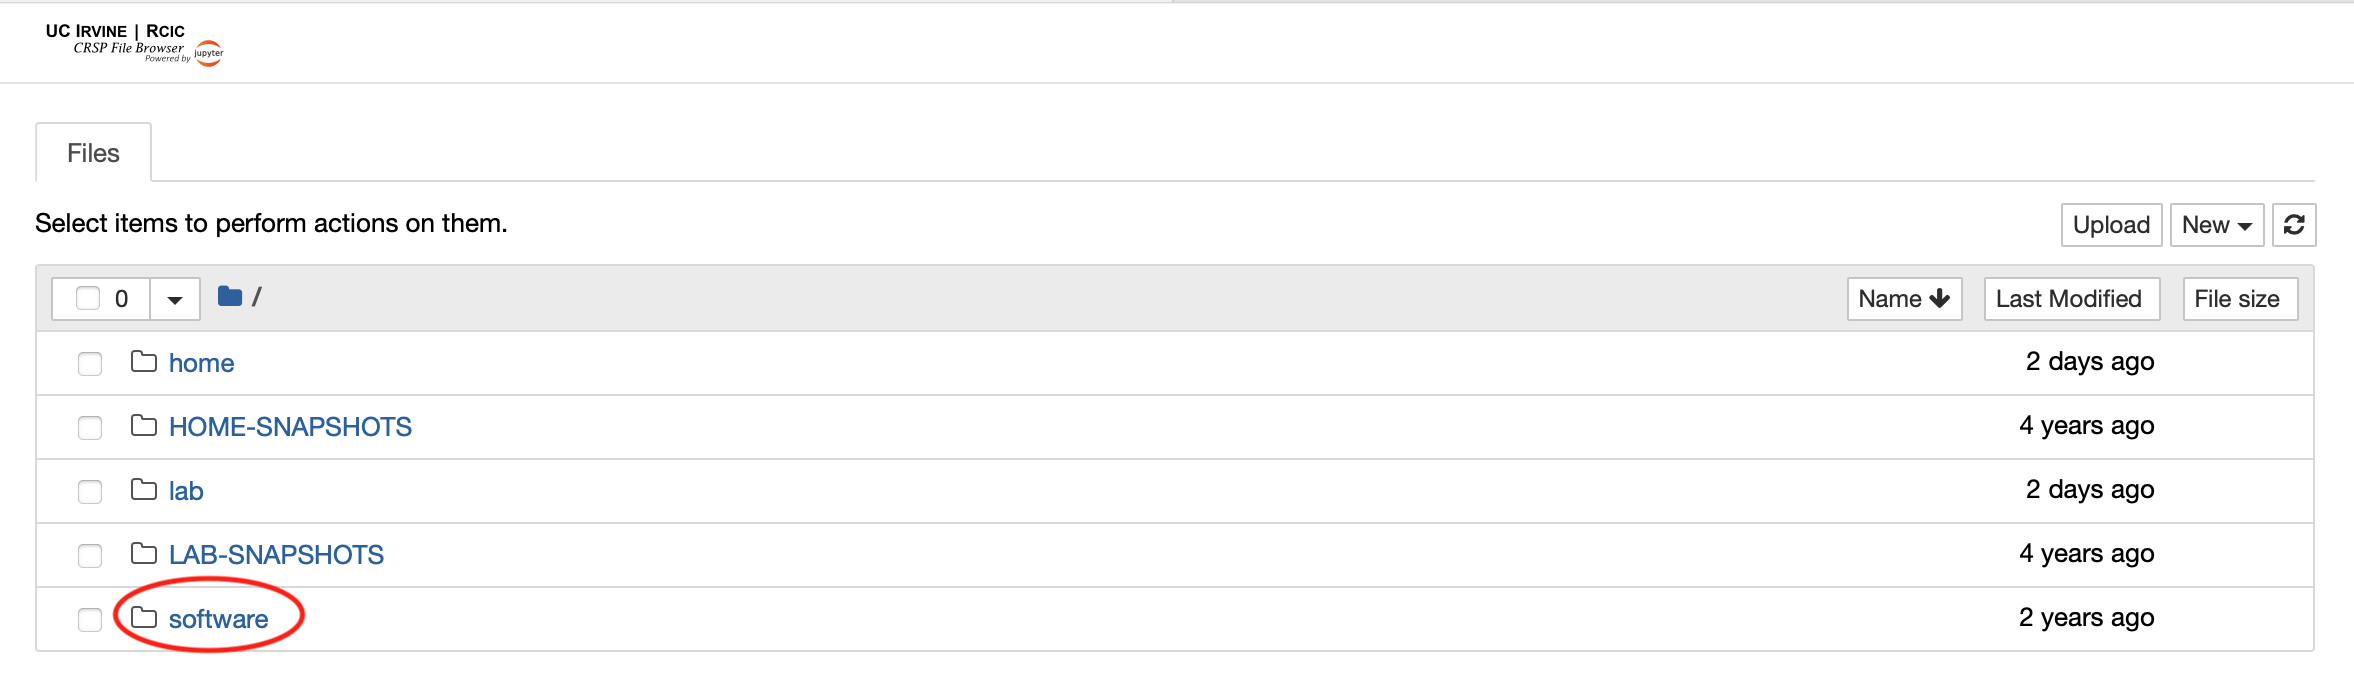 UC IRVINE | RCIC
CRSP File Browser
Powered by jupyter
Files
Select items to perform actions on them.
Upload New
0 / Name Last Modified File size
home 2 days ago
HOME-SNAPSHOTS 4 years ago
lab 2 days ago
LAB-SNAPSHOTS 4 years ago
software 2 years ago